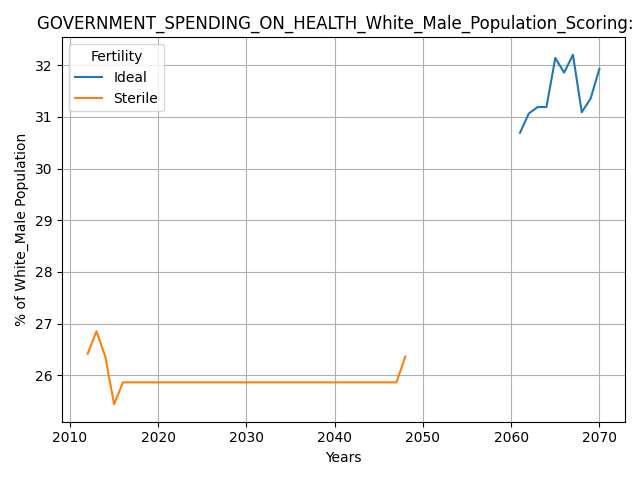 GOVERNMENT_SPENDING_ON_HEALTH_White_Male_Population_Scoring:
Fertility
Ideal
Sterile
32
31
30
29
28
27
26
% of White_Male Population
2010 2020 2030 2040 2050 2060 2070
Years